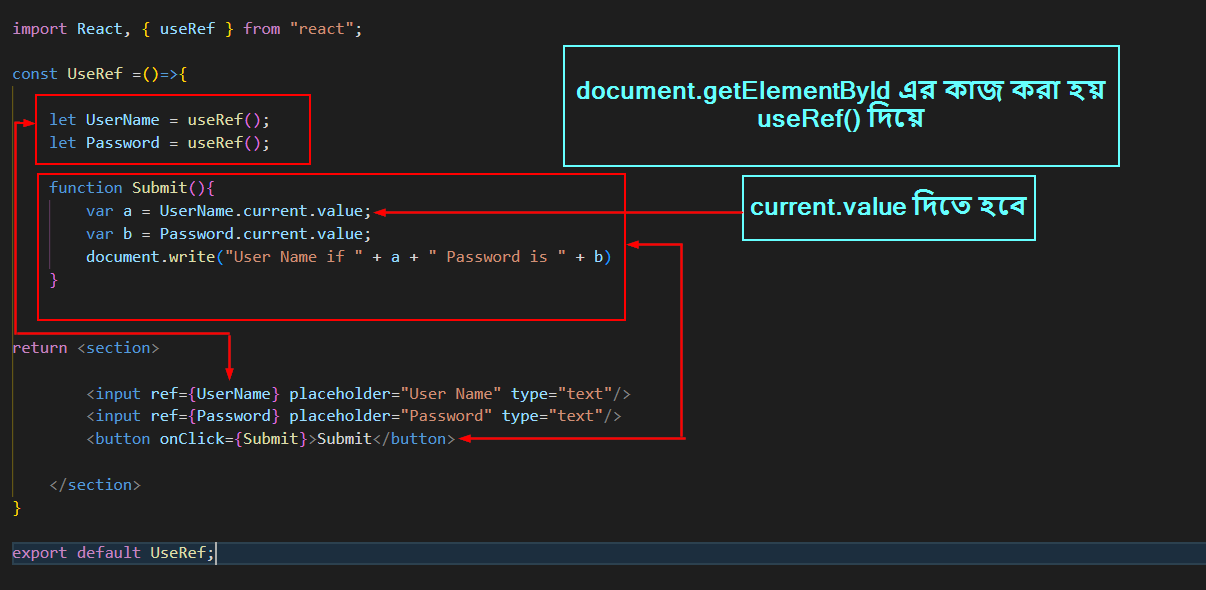 import React, { useRef } from "react";
const UseRef =()=>{
let UserName = useRef();
let Password = useRef();
document.getElementById এর কাজ করা হয়
useRef() দিয়ে
function Submit(){
var a = UserName.current.value;
var b = Password.current.value;
document.write("User Name if " + a + " Password is " + b)
}
current.value দিতে হবে
return <section>
<input ref={UserName} placeholder="User Name" type="text"/>
<input ref={Password} placeholder="Password" type="text"/>
<button onClick={Submit}>Submit</button>
</section>
}
export default UseRef;